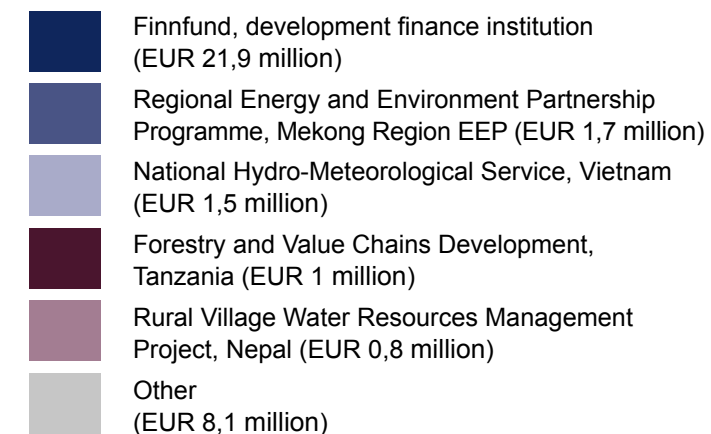 Finnfund, development finance institution
(EUR 21,9 million)
Regional Energy and Environment Partnership
Programme, Mekong Region EEP (EUR 1,7 million)
National Hydro-Meteorological Service, Vietnam
(EUR 1,5 million)
Forestry and Value Chains Development,
Tanzania (EUR 1 million)
Rural Village Water Resources Management
Project, Nepal (EUR 0,8 million)
Other
(EUR 8,1 million)